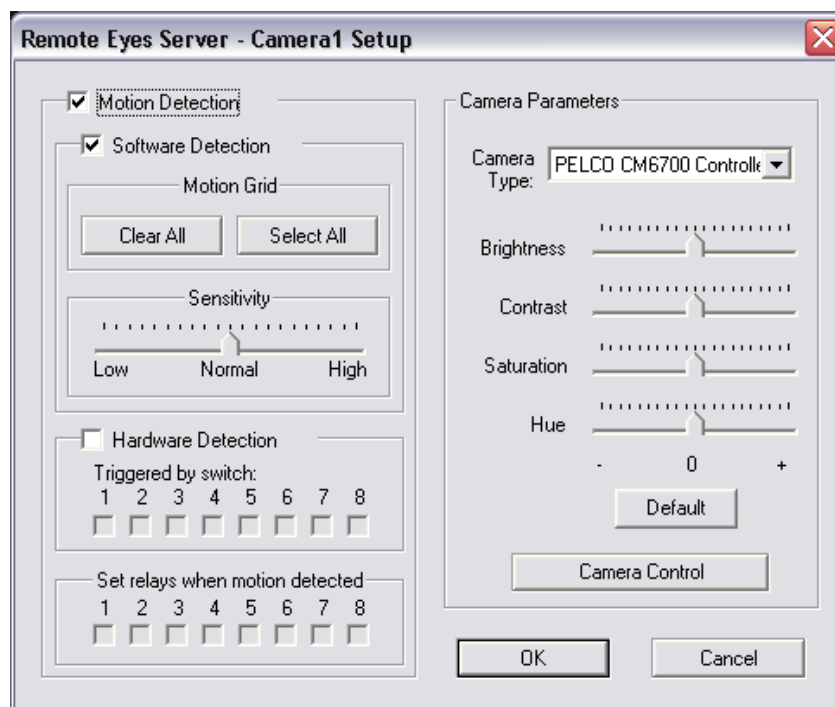 Remote Eyes Server - Camera1 Setup
Motion Detection
Software Detection
Motion Grid
Clear All Select All
Sensitivity
Low Normal High
Hardware Detection
Triggered by switch:
1 2 3 4 5 6 7 8
Set relays when motion detected
1 2 3 4 5 6 7 8
Camera Parameters
Camera Type:
PELCO CM6700 Controlle
Brightness
Contrast
Saturation
Hue
- 0 +
Default
Camera Control
OK Cancel